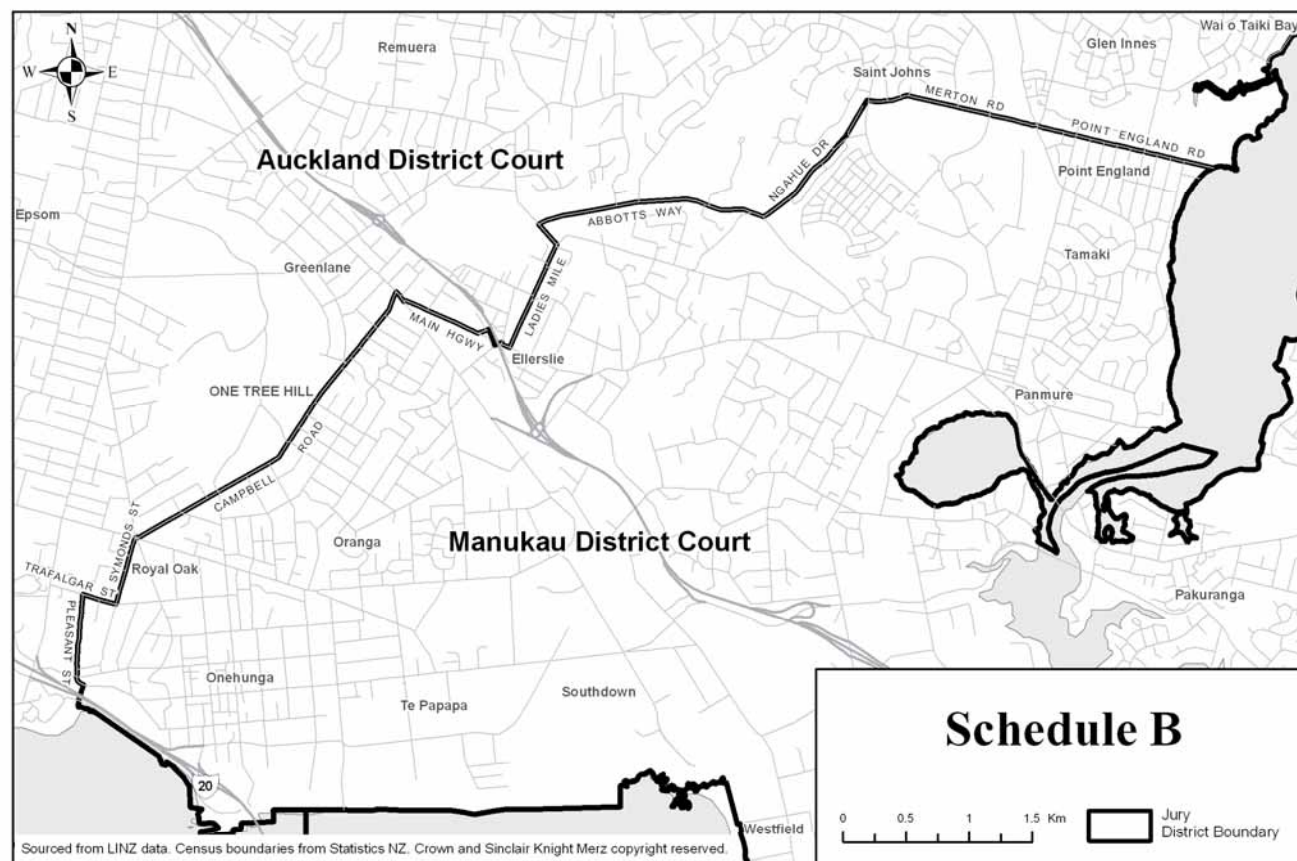 N
W E
S
Remuera
Glen Innes
Wai o Taiki Bay
Saint Johns
MERTON RD
POINT ENGLAND RD
Auckland District Court
Point England
NGAHUE DR
ABBOTTS WAY
Epsom
Greenlane
Tamaki
LADIES MILE
MAIN HGWY
Ellerslie
ONE TREE HILL
Panmure
CAMPBELL ROAD
SYMONDS ST
Oranga
Manukau District Court
TRAFALGAR ST
Royal Oak
Pakuranga
PLEASANT ST
Onehunga
Te Papapa
Southdown
Schedule B
20
0 0.5 1 1.5 Km
Jury
District Boundary
Westfield
Sourced from LINZ data. Census boundaries from Statistics NZ. Crown and Sinclair Knight Merz copyright reserved.